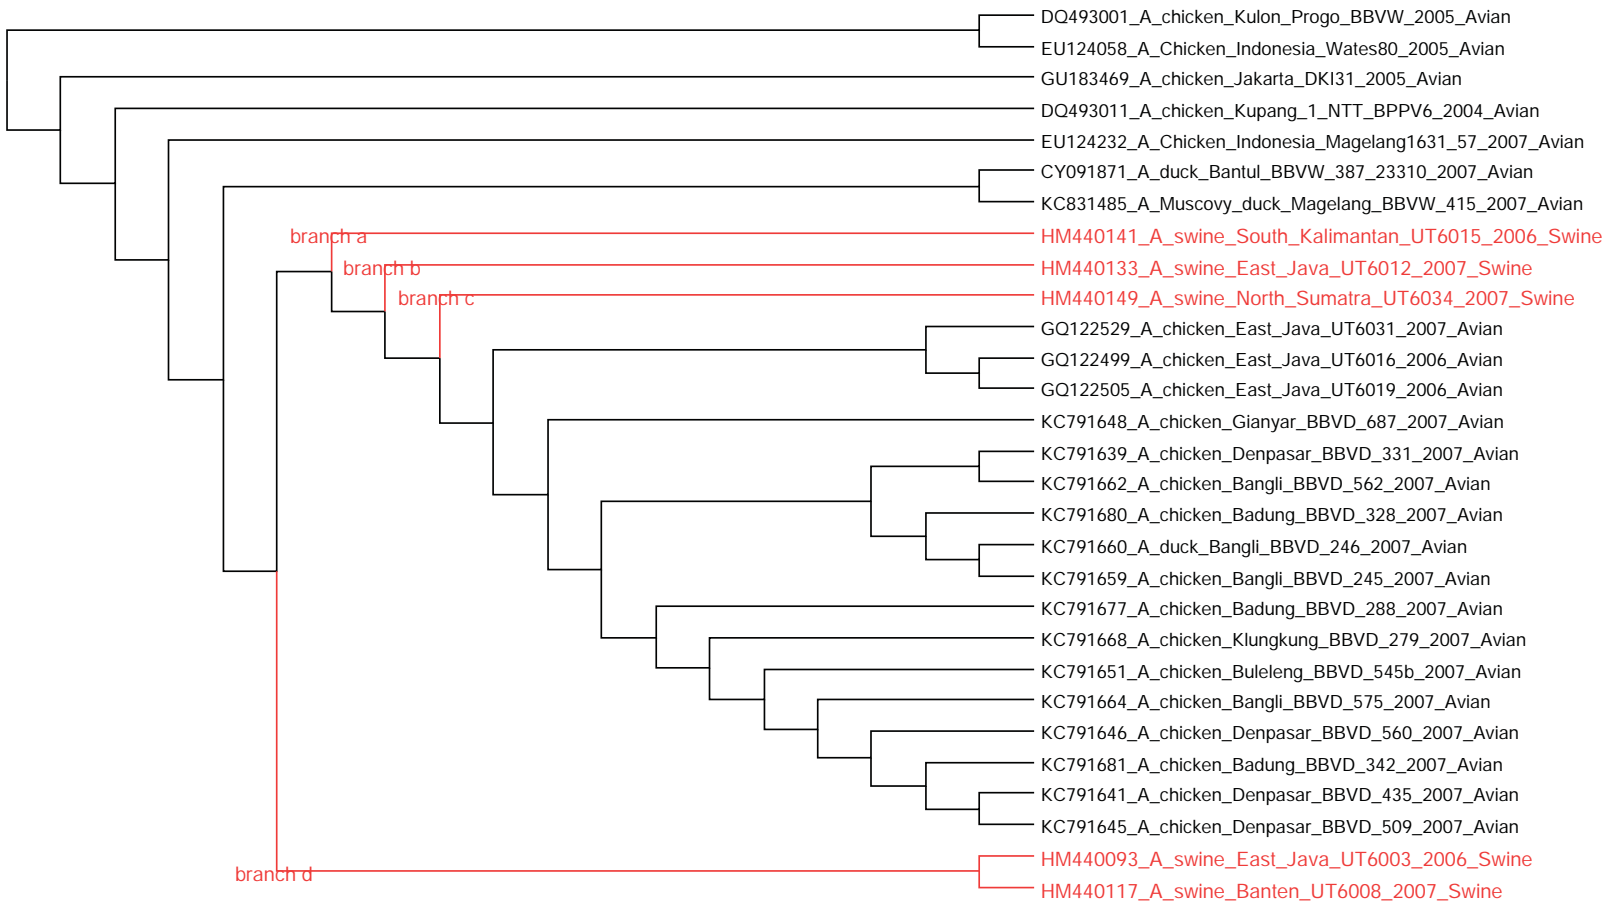 DQ493001_A_chicken_Kulon_Progo_BBVW_2005_Avian
EU124058_A_Chicken_Indonesia_Wates80_2005_Avian
GU183469_A_chicken_Jakarta_DKI31_2005_Avian
DQ493011_A_chicken_Kupang_1_NTT_BPPV6_2004_Avian
EU124232_A_Chicken_Indonesia_Magelang1631_57_2007_Avian
CY091871_A_duck_Bantul_BBVW_387_23310_2007_Avian
KC831485_A_Muscovy_duck_Magelang_BBVW_415_2007_Avian
branch a
HM440141_A_swine_South_Kalimantan_UT6015_2006_Swine
branch b
HM440133_A_swine_East_Java_UT6012_2007_Swine
branch c
HM440149_A_swine_North_Sumatra_UT6034_2007_Swine
GQ122529_A_chicken_East_Java_UT6031_2007_Avian
GQ122499_A_chicken_East_Java_UT6016_2006_Avian
GQ122505_A_chicken_East_Java_UT6019_2006_Avian
KC791648_A_chicken_Gianyar_BBVD_687_2007_Avian
KC791639_A_chicken_Denpasar_BBVD_331_2007_Avian
KC791662_A_chicken_Bangli_BBVD_562_2007_Avian
KC791680_A_chicken_Badung_BBVD_328_2007_Avian
KC791660_A_duck_Bangli_BBVD_246_2007_Avian
KC791659_A_chicken_Bangli_BBVD_245_2007_Avian
KC791677_A_chicken_Badung_BBVD_288_2007_Avian
KC791668_A_chicken_Klungkung_BBVD_279_2007_Avian
KC791651_A_chicken_Buleleng_BBVD_545b_2007_Avian
KC791664_A_chicken_Bangli_BBVD_575_2007_Avian
KC791646_A_chicken_Denpasar_BBVD_560_2007_Avian
KC791681_A_chicken_Badung_BBVD_342_2007_Avian
KC791641_A_chicken_Denpasar_BBVD_435_2007_Avian
KC791645_A_chicken_Denpasar_BBVD_509_2007_Avian
HM440093_A_swine_East_Java_UT6003_2006_Swine
branch d
HM440117_A_swine_Banten_UT6008_2007_Swine